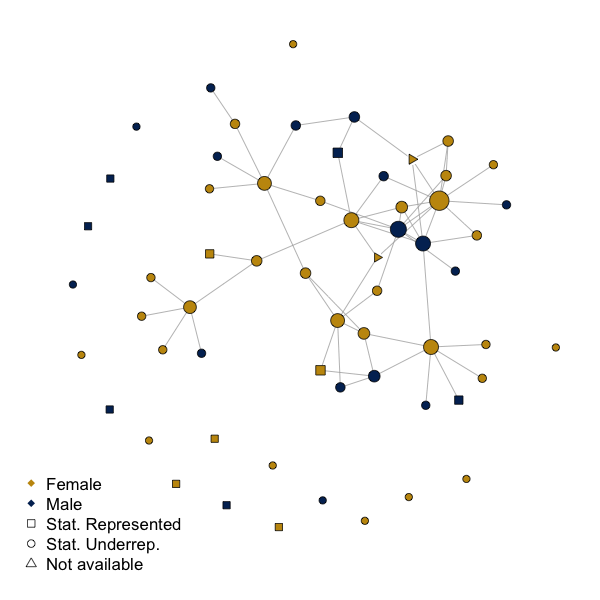 Female
Male
Stat. Represented
Stat. Underrep.
Not available